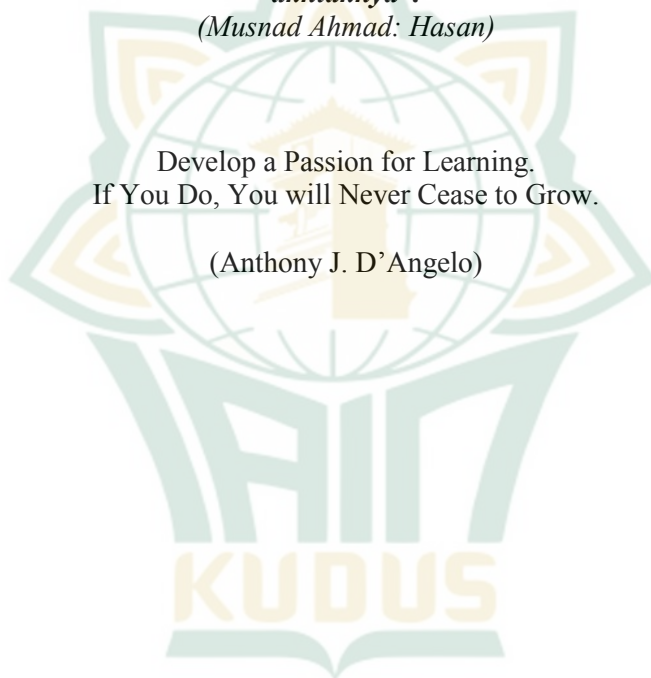 (Musnad Ahmad: Hasan)
Develop a Passion for Learning.
If You Do, You will Never Cease to Grow.
(Anthony J. D’Angelo)
IAIN
KUDUS